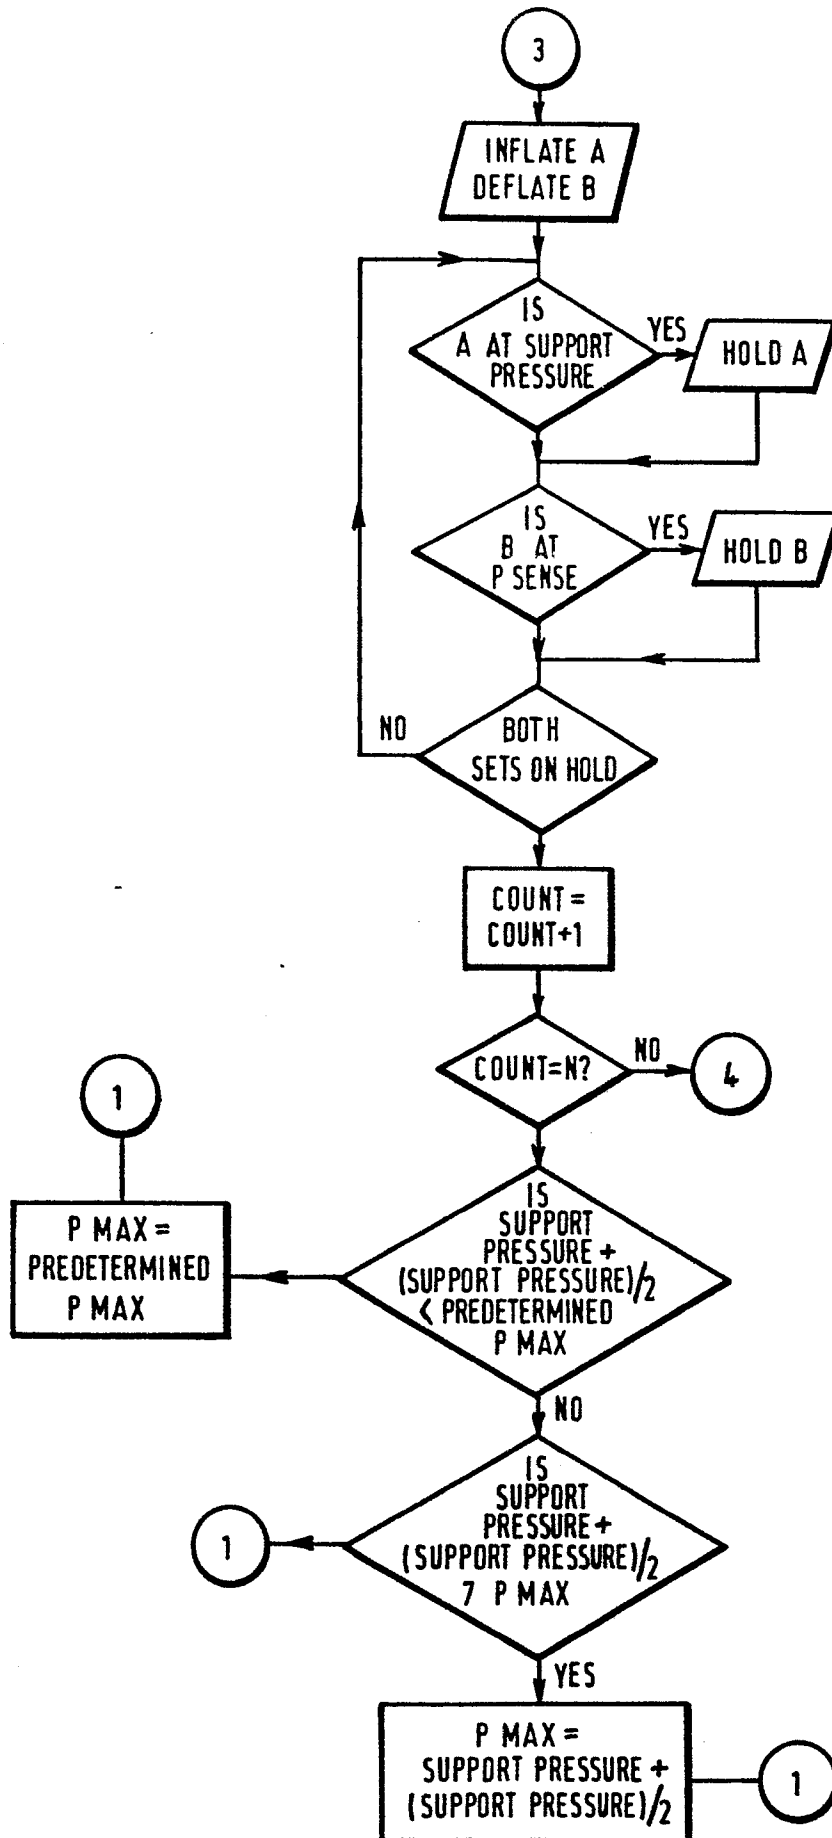 3
INFLATE A
DEFLATE B
IS
A AT SUPPORT
PRESSURE
YES
HOLD A
IS
B AT
P SENSE
YES
HOLD B
BOTH
SETS ON HOLD
NO
COUNT =
COUNT+1
COUNT=N?
NO
4
1
P MAX =
PREDETERMINED
P MAX
IS
SUPPORT
PRESSURE +
(SUPPORT PRESSURE)/2
< PREDETERMINED
P MAX
NO
IS
SUPPORT
PRESSURE +
(SUPPORT PRESSURE)/2
7 P MAX
1
YES
P MAX =
SUPPORT PRESSURE +
(SUPPORT PRESSURE)/2
1